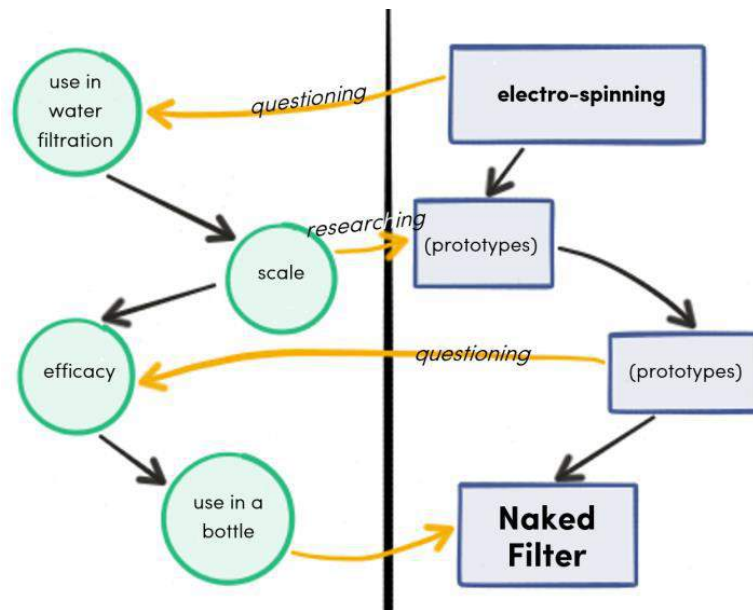 use in
water
filtration
questioning
electro-spinning
researching
scale
(prototypes)
efficacy
questioning
(prototypes)
use in a
bottle
Naked
Filter